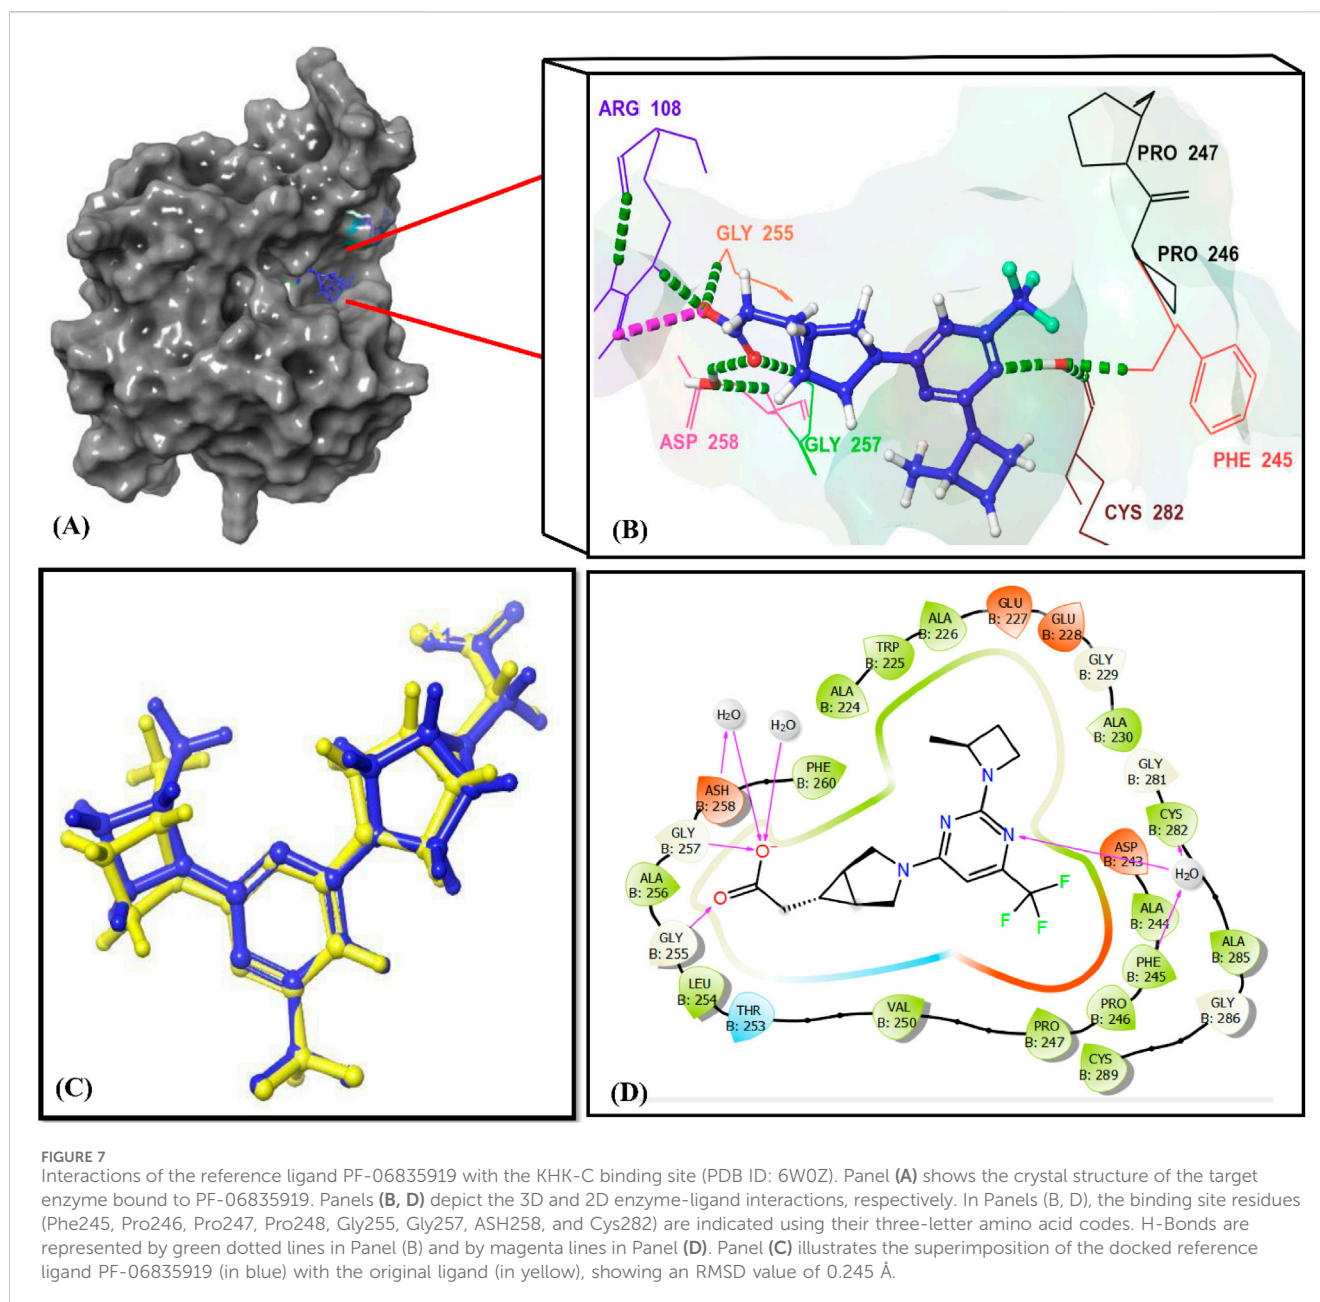 (A)
ARG 108
GLY 255
PRO 247
PRO 246
ASP 258
GLY 257
PHE 245
CYS 282
(B)
(C)
GLU
B: 227
GLU
B: 228
ALA
B: 226
GLY
B: 229
TRP
B: 225
ALA
B: 224
ALA
B: 230
H₂O
H₂O
GLY
B: 281
PHE
B: 260
ASH
B: 258
CYS
B: 282
GLY
B: 257
ASP
B: 243
H₂O
ALA
B: 256
ALA
B: 244
GLY
B: 255
ALA
B: 285
PHE
B: 245
LEU
B: 254
THR
B: 253
VAL
B: 250
PRO
B: 246
GLY
B: 286
PRO
B: 247
CYS
B: 289
N
N
N
N
O⁻
O
F
F
F
(D)
FIGURE 7
Interactions of the reference ligand PF-06835919 with the KHK-C binding site (PDB ID: 6W0Z). Panel (A) shows the crystal structure of the target
enzyme bound to PF-06835919. Panels (B, D) depict the 3D and 2D enzyme-ligand interactions, respectively. In Panels (B, D), the binding site residues
(Phe245, Pro246, Pro247, Pro248, Gly255, Gly257, ASH258, and Cys282) are indicated using their three-letter amino acid codes. H-Bonds are
represented by green dotted lines in Panel (B) and by magenta lines in Panel (D). Panel (C) illustrates the superimposition of the docked reference
ligand PF-06835919 (in blue) with the original ligand (in yellow), showing an RMSD value of 0.245 Å.